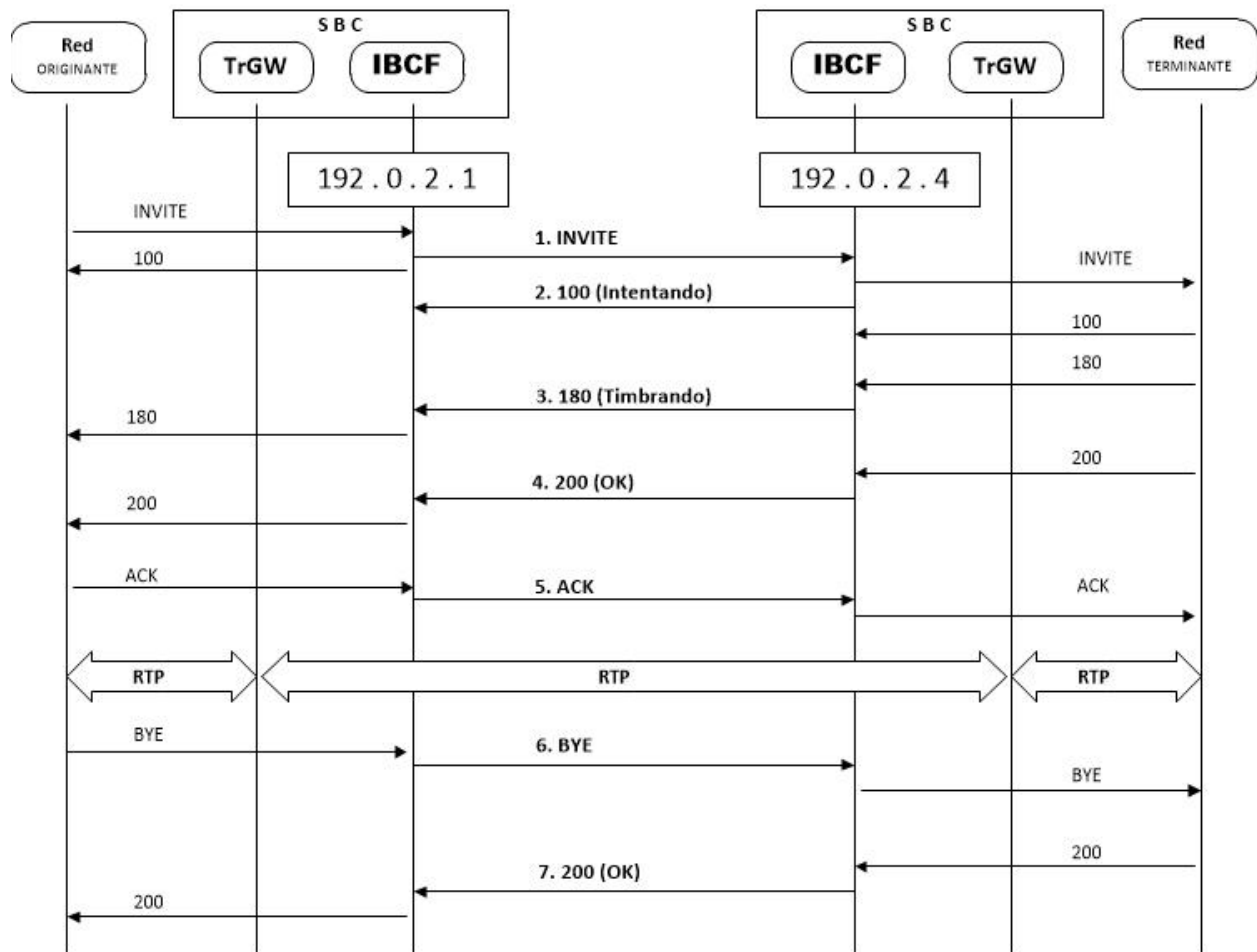 S B C
S B C
Red
ORIGINANTE
TrGW
IBCF
IBCF
TrGW
Red
TERMINANTE
192 . 0 . 2 . 1
192 . 0 . 2 . 4
INVITE
1. INVITE
100
INVITE
2. 100 (Intentando)
100
180
3. 180 (Timbrando)
180
200
4. 200 (OK)
200
ACK
5. ACK
ACK
RTP
RTP
RTP
BYE
6. BYE
BYE
200
7. 200 (OK)
200